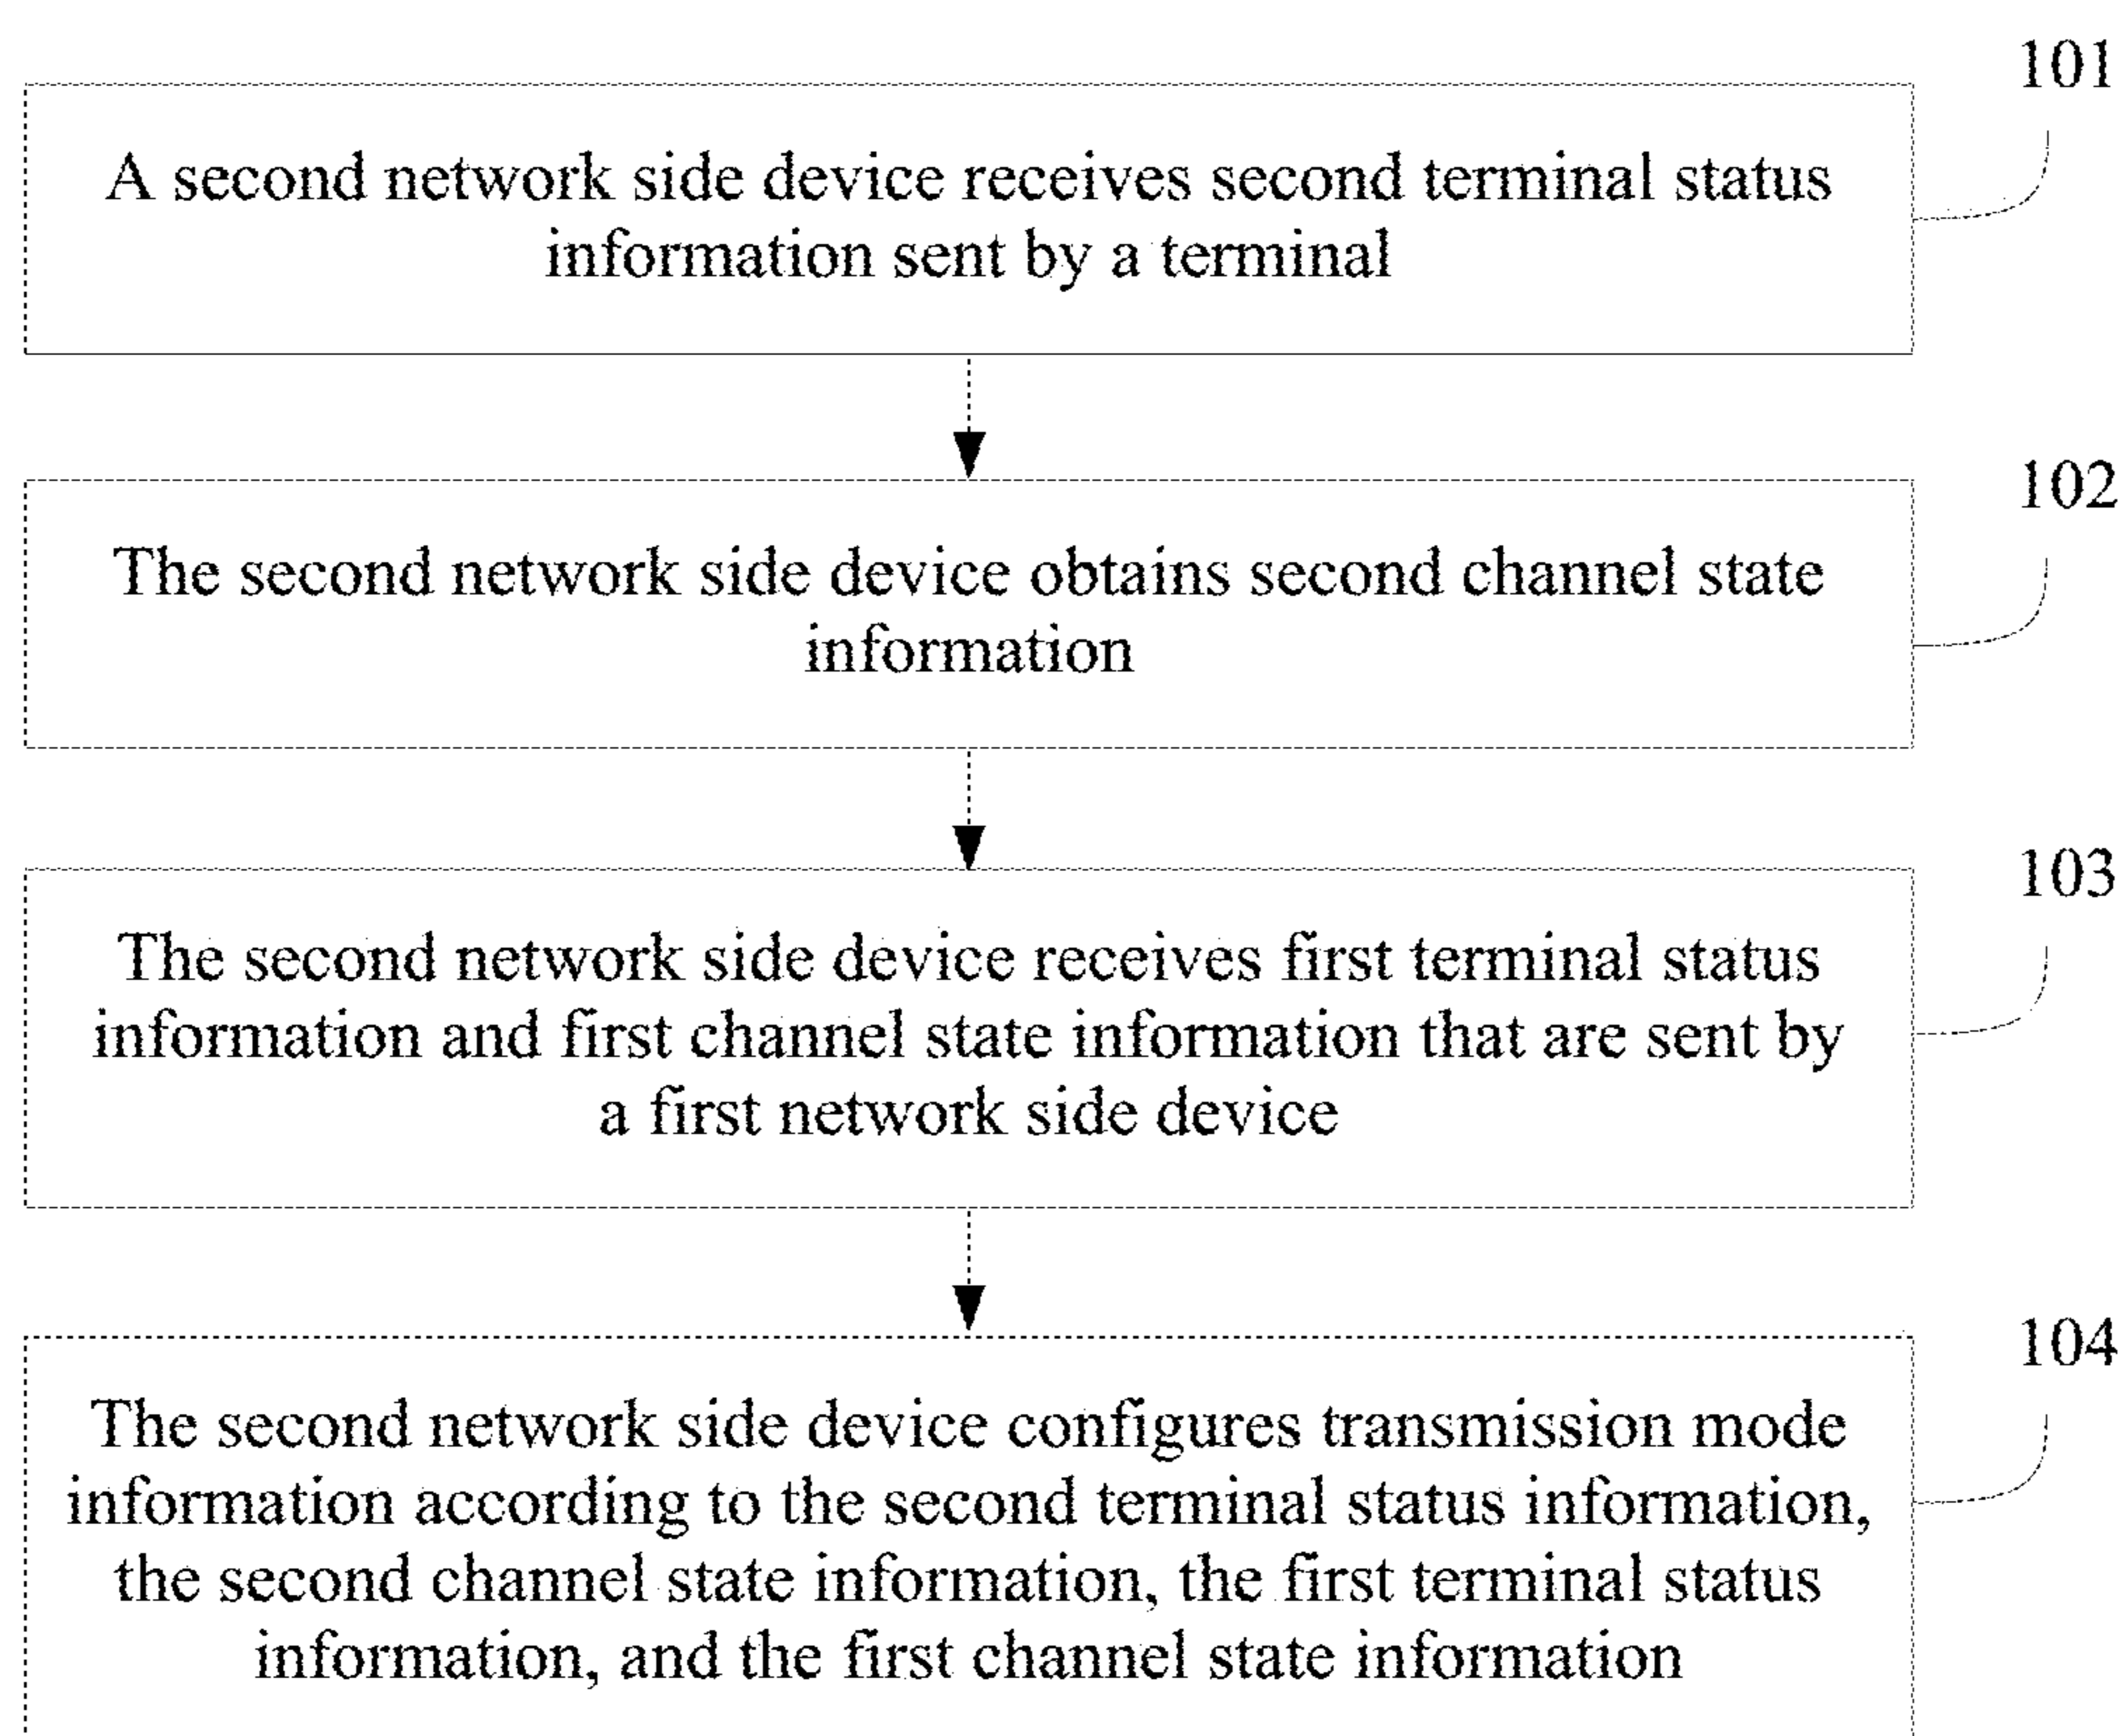 101
A second network side device receives second terminal status
information sent by a terminal
102
The second network side device obtains second channel state
information
103
The second network side device receives first terminal status
information and first channel state information that are sent by
a first network side device
104
The second network side device configures transmission mode
information according to the second terminal status information,
the second channel state information, the first terminal status
information, and the first channel state information